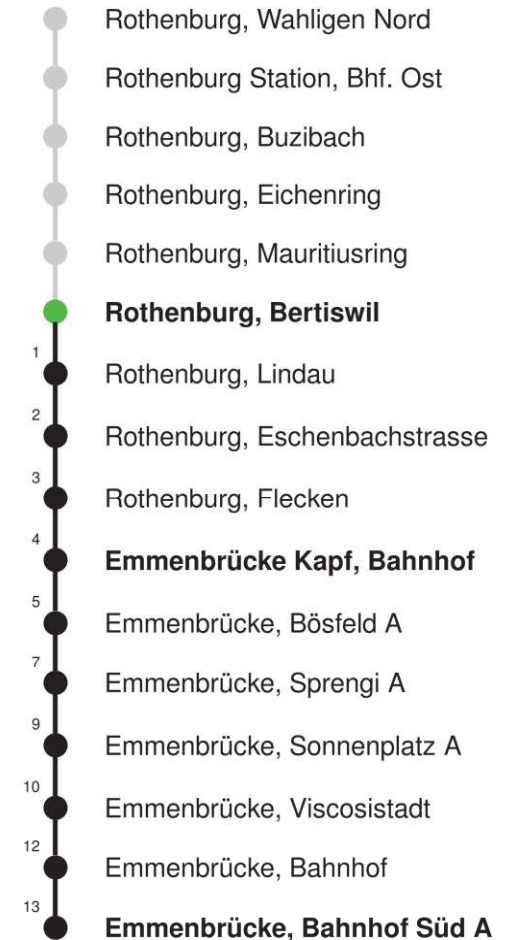 Rothenburg, Wahligen Nord
Rothenburg Station, Bhf. Ost
Rothenburg, Buzibach
Rothenburg, Eichenring
Rothenburg, Mauritiusring
Rothenburg, Bertiswil
1 Rothenburg, Lindau
2 Rothenburg, Eschenbachstrasse
3 Rothenburg, Flecken
4 Emmenbrücke Kapf, Bahnhof
5 Emmenbrücke, Bösfeld A
7 Emmenbrücke, Sprengi A
9 Emmenbrücke, Sonnenplatz A
10 Emmenbrücke, Viscosistadt
12 Emmenbrücke, Bahnhof
13 Emmenbrücke, Bahnhof Süd A